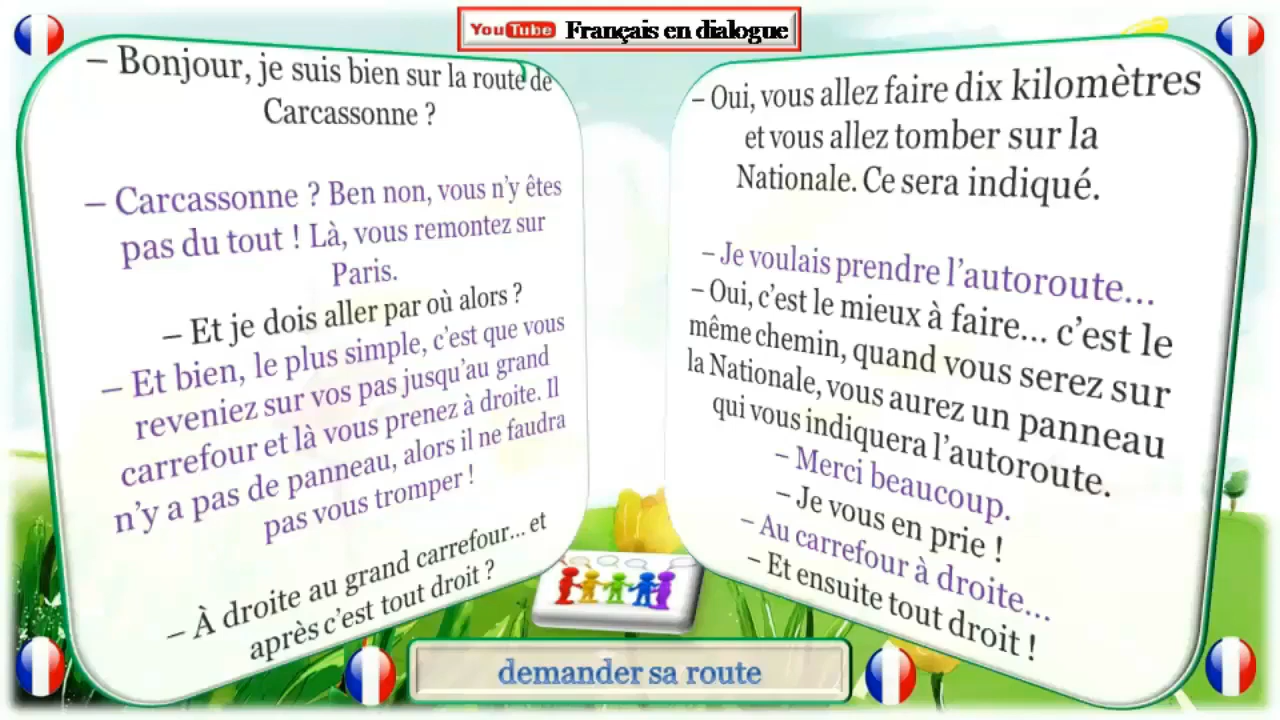 YouTube Français en dialogue
– Bonjour, je suis bien sur la route de
Carcassonne ?
– Carcassonne ? Ben non, vous n’y êtes
pas du tout ! Là, vous remontez sur
Paris.
– Et je dois aller par où alors ?
– Et bien, le plus simple, c’est que vous
reveniez sur vos pas jusqu’au grand
carrefour et là vous prenez à droite. Il
n’y a pas de panneau, alors il ne faudra
pas vous tromper !
– À droite au grand carrefour... et
après c’est tout droit ?
– Oui, vous allez faire dix kilomètres
et vous allez tomber sur la
Nationale. Ce sera indiqué.
– Je voulais prendre l’autoroute...
– Oui, c’est le mieux à faire... c’est le
même chemin, quand vous serez sur
la Nationale, vous aurez un panneau
qui vous indiquera l’autoroute.
– Merci beaucoup.
– Je vous en prie !
– Au carrefour à droite...
– Et ensuite tout droit !
demander sa route